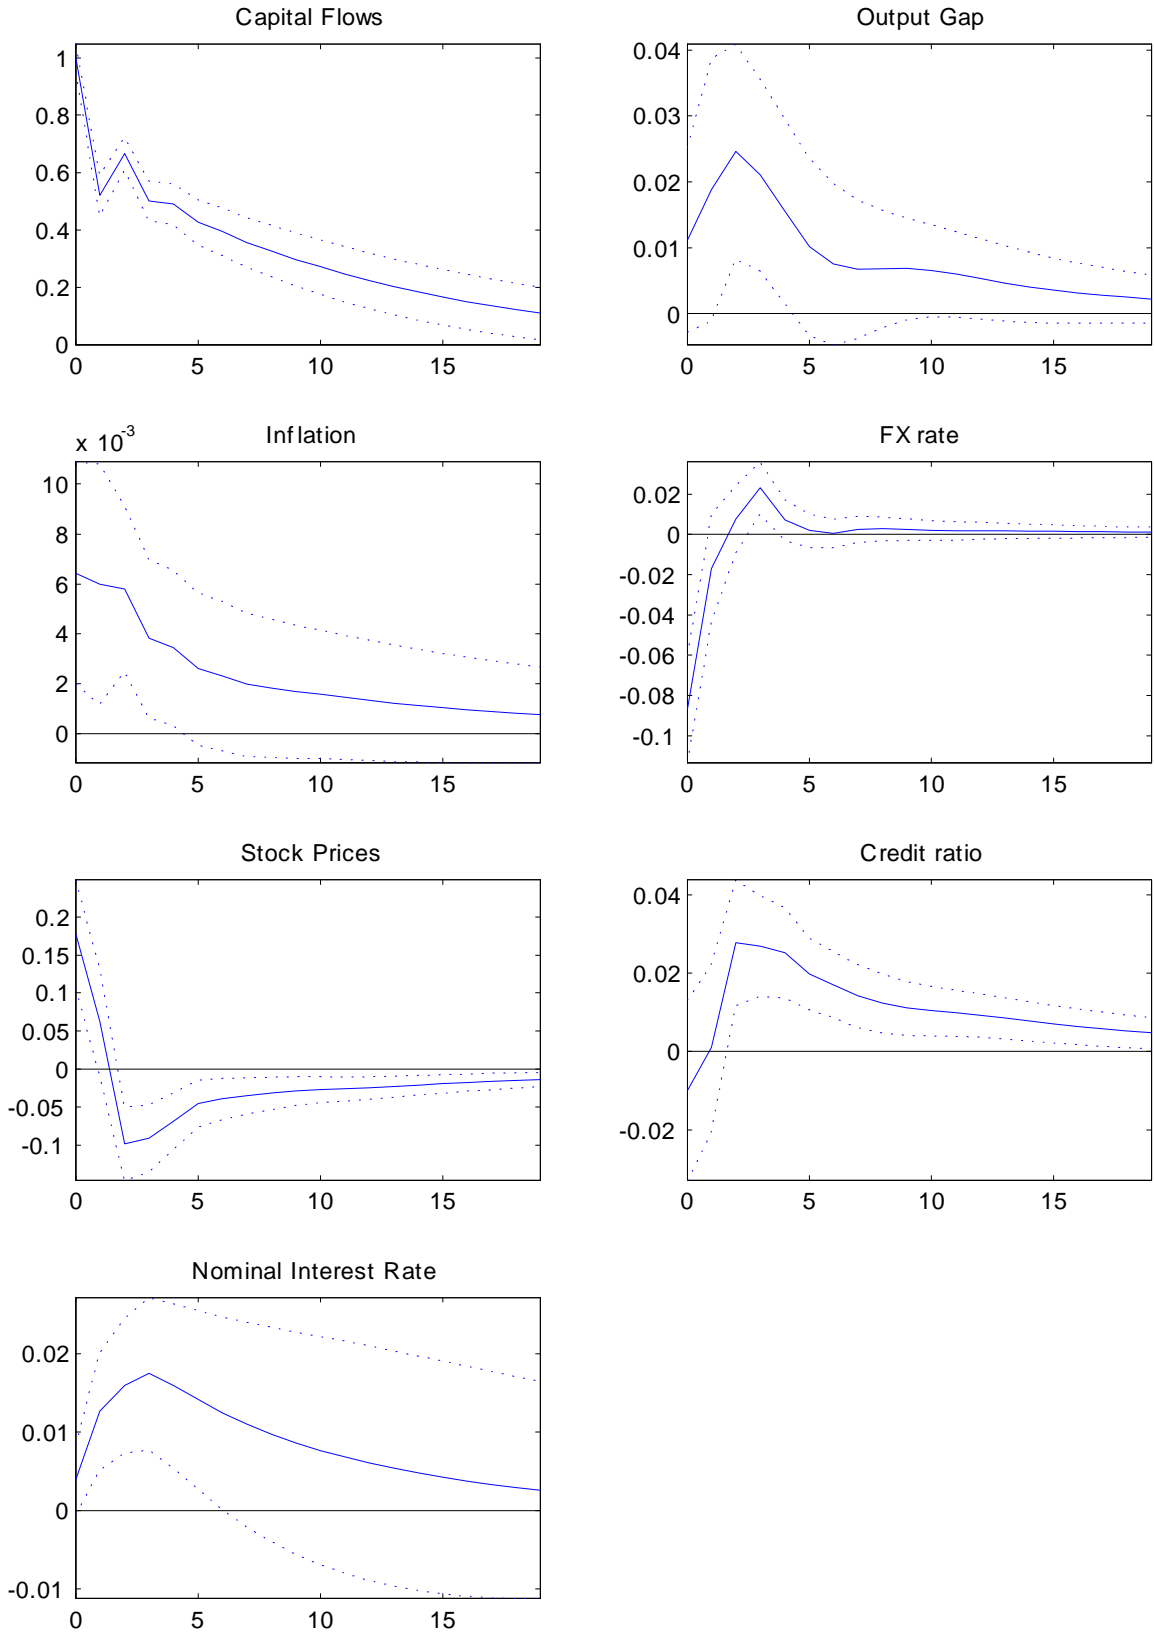 Capital Flows
1
0.8
0.6
0.4
0.2
0
0 5 10 15
Output Gap
0.04
0.03
0.02
0.01
0
0 5 10 15
Inflation
x 10-3
10
8
6
4
2
0
0 5 10 15
FX rate
0.02
0
-0.02
-0.04
-0.06
-0.08
-0.1
0 5 10 15
Stock Prices
0.2
0.15
0.1
0.05
0
-0.05
-0.1
0 5 10 15
Credit ratio
0.04
0.02
0
-0.02
0 5 10 15
Nominal Interest Rate
0.02
0.01
0
-0.01
0 5 10 15